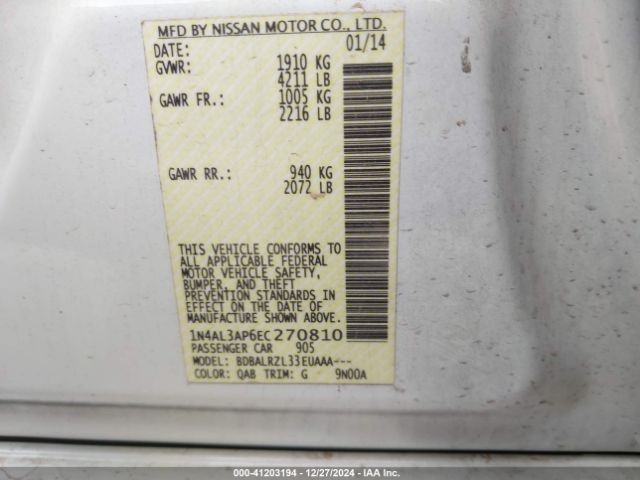 MFD BY NISSAN MOTOR CO., LTD.
DATE: 01/14
GVWR: 1910 KG
4211 LB
GAWR FR.: 1005 KG
2216 LB
GAWR RR.: 940 KG
2072 LB
THIS VEHICLE CONFORMS TO
ALL APPLICABLE FEDERAL
MOTOR VEHICLE SAFETY,
BUMPER, AND THEFT
PREVENTION STANDARDS IN
EFFECT ON THE DATE OF
MANUFACTURE SHOWN ABOVE.
1N4AL3AP6EC270810
PASSENGER CAR 905
MODEL: BDBALRZL33EUAAA---
COLOR: QAB TRIM: G 9N00A
000-41203194 - 12/27/2024 - IAA Inc.